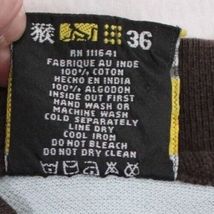 猴 36
RN 111641
FABRIQUE AU INDE
100% COTON
HECHO EN INDIA
100% ALGODON
INSIDE OUT FIRST
HAND WASH OR
MACHINE WASH
COLD SEPARATELY
LINE DRY
COOL IRON
DO NOT BLEACH
DO NOT DRY CLEAN